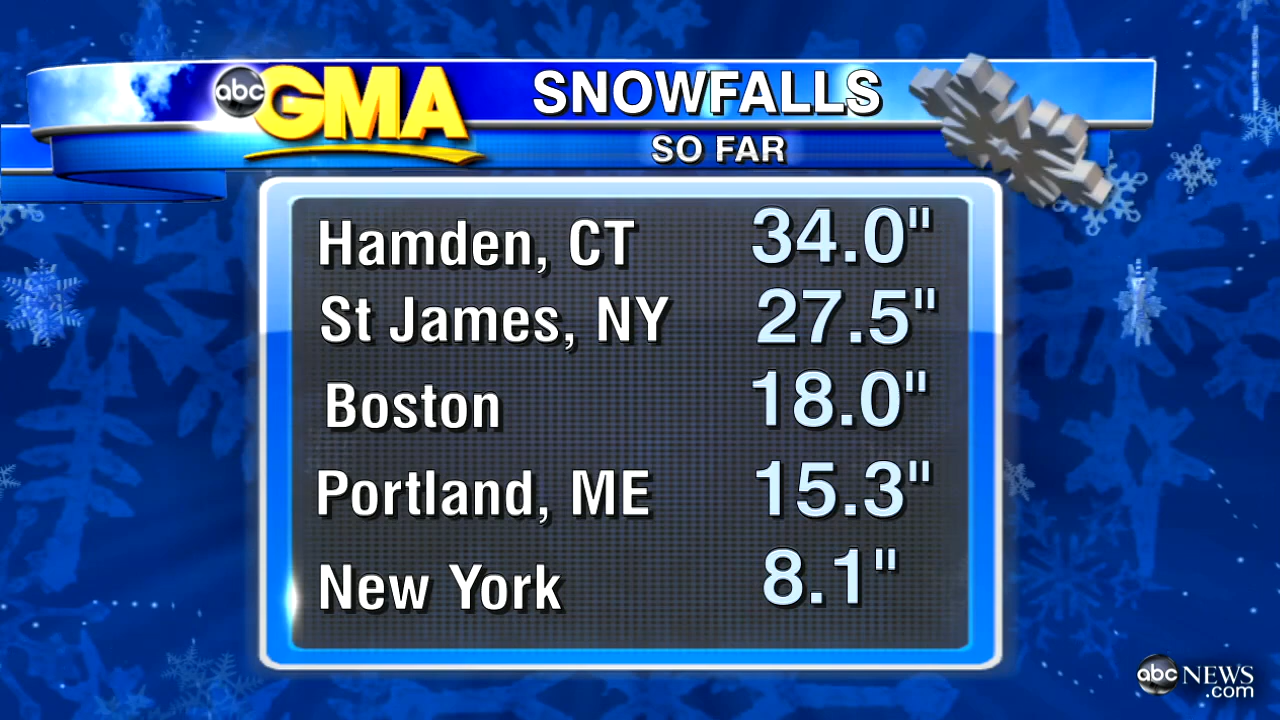 abc GMA SNOWFALLS
SO FAR
Hamden, CT 34.0"
St James, NY 27.5"
Boston 18.0"
Portland, ME 15.3"
New York 8.1"
abc NEWS
.com